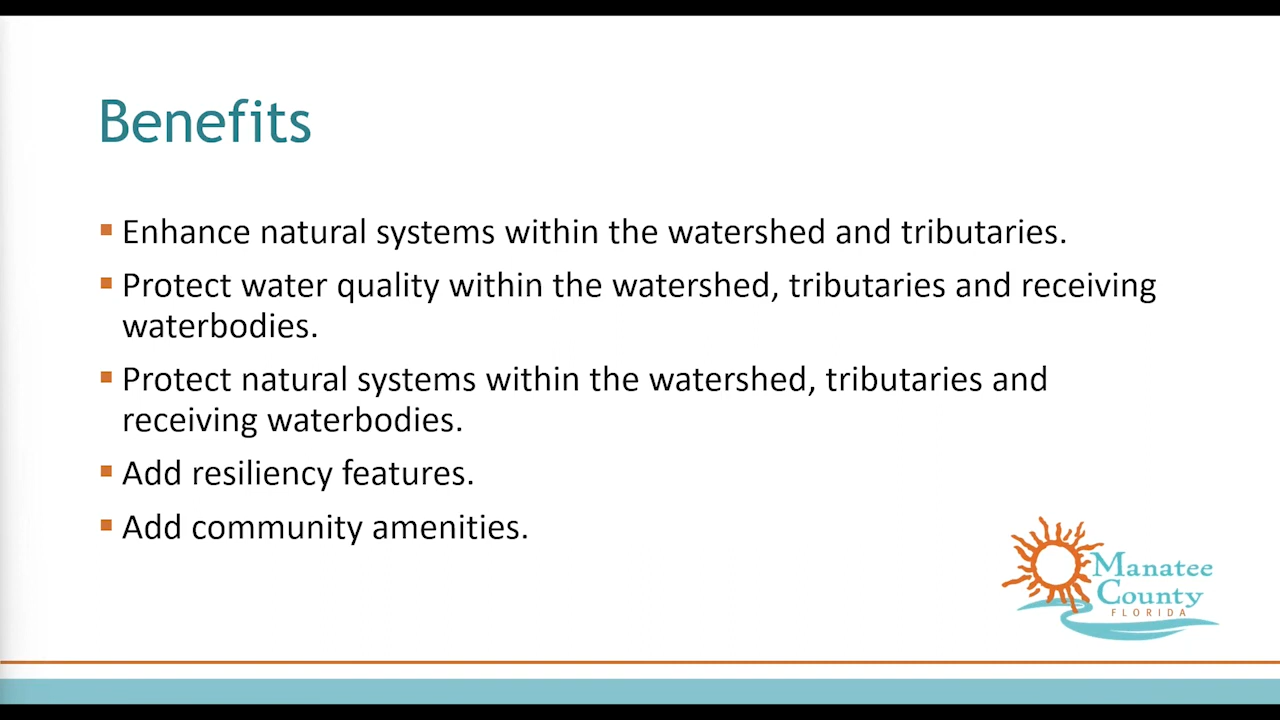 Benefits
Enhance natural systems within the watershed and tributaries.
Protect water quality within the watershed, tributaries and receiving
waterbodies.
Protect natural systems within the watershed, tributaries and
receiving waterbodies.
Add resiliency features.
Add community amenities.
Manatee
County
FLORIDA